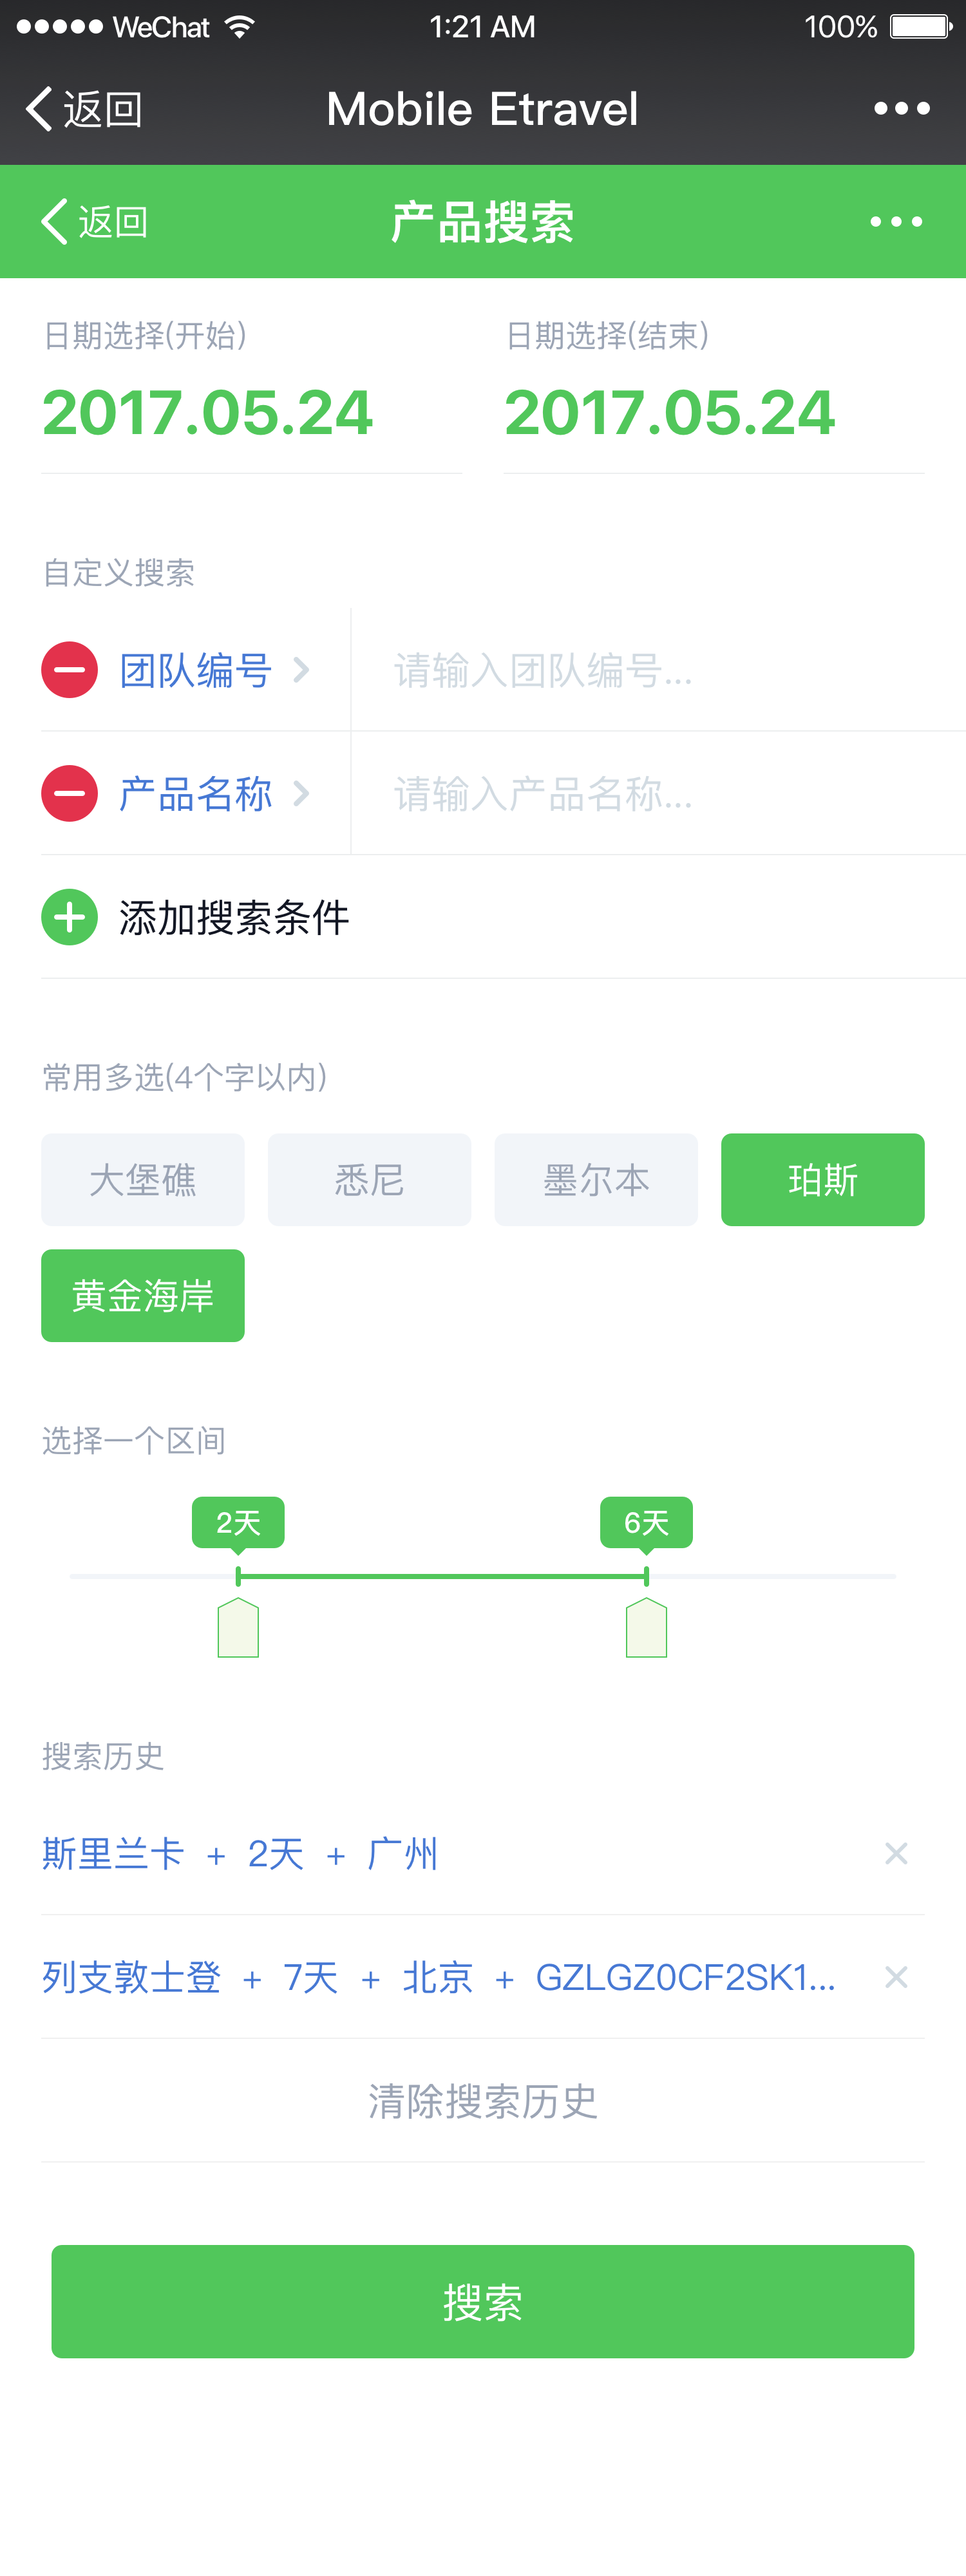 WeChat 1:21 AM 100%
返回 Mobile Etravel
返回 产品搜索
日期选择(开始) 日期选择(结束)
2017.05.24 2017.05.24
自定义搜索
团队编号 请输入团队编号...
产品名称 请输入产品名称...
添加搜索条件
常用多选(4个字以内)
大堡礁 悉尼 墨尔本 珀斯
黄金海岸
选择一个区间
2天 6天
搜索历史
斯里兰卡 + 2天 + 广州
列支敦士登 + 7天 + 北京 + GZLGZ0CF2SK1...
清除搜索历史
搜索